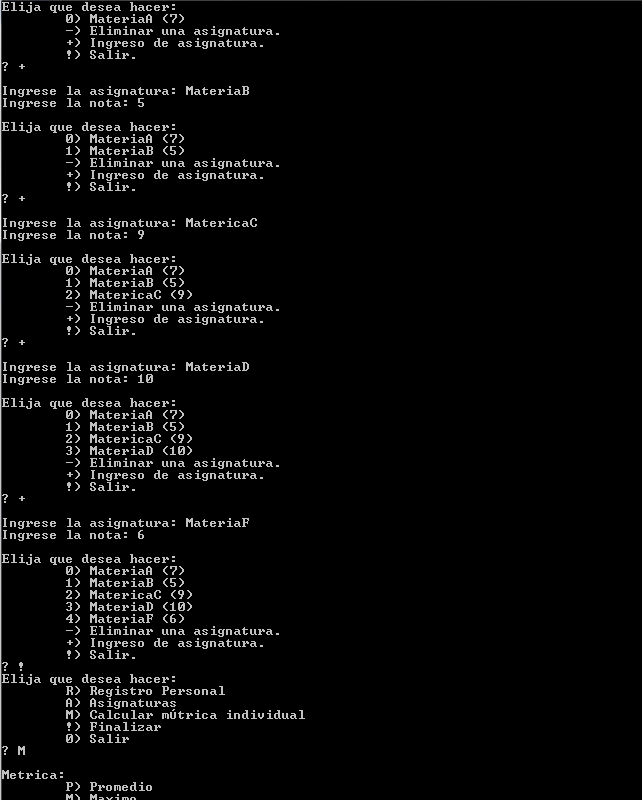 Elija que desea hacer:
0) MateriaA (7)
-) Eliminar una asignatura.
+) Ingreso de asignatura.
!) Salir.
? +
Ingrese la asignatura: MateriaB
Ingrese la nota: 5
Elija que desea hacer:
0) MateriaA (7)
1) MateriaB (5)
-) Eliminar una asignatura.
+) Ingreso de asignatura.
!) Salir.
? +
Ingrese la asignatura: MatericaC
Ingrese la nota: 9
Elija que desea hacer:
0) MateriaA (7)
1) MateriaB (5)
2) MatericaC (9)
-) Eliminar una asignatura.
+) Ingreso de asignatura.
!) Salir.
? +
Ingrese la asignatura: MateriaD
Ingrese la nota: 10
Elija que desea hacer:
0) MateriaA (7)
1) MateriaB (5)
2) MatericaC (9)
3) MateriaD (10)
-) Eliminar una asignatura.
+) Ingreso de asignatura.
!) Salir.
? +
Ingrese la asignatura: MateriaF
Ingrese la nota: 6
Elija que desea hacer:
0) MateriaA (7)
1) MateriaB (5)
2) MatericaC (9)
3) MateriaD (10)
4) MateriaF (6)
-) Eliminar una asignatura.
+) Ingreso de asignatura.
!) Salir.
? !
Elija que desea hacer:
R) Registro Personal
A) Asignaturas
M) Calcular mÚtrica individual
!) Finalizar
0) Salir
? M
Metrica:
P) Promedio
M) Maximo